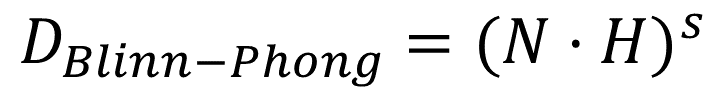 D_{Blinn−Phong} = (N · H)^s